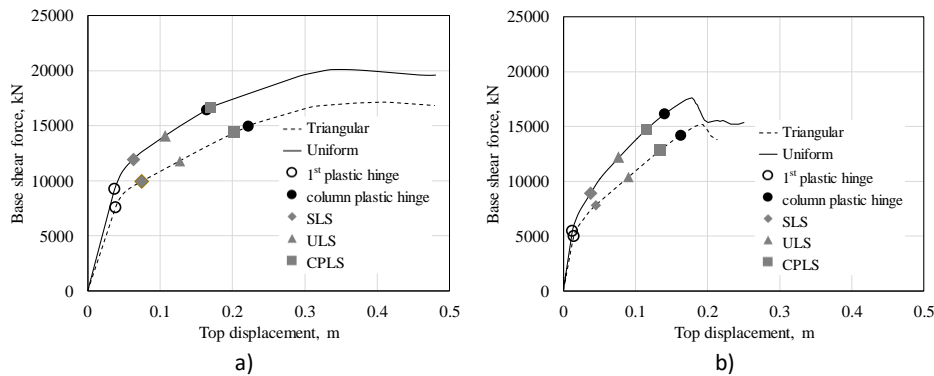 25000
20000
15000
10000
5000
0
Base shear force, kN
0 0.1 0.2 0.3 0.4 0.5
Top displacement, m
Triangular
Uniform
1st plastic hinge
column plastic hinge
SLS
ULS
CPLS
a)
25000
20000
15000
10000
5000
0
Base shear force, kN
0 0.1 0.2 0.3 0.4 0.5
Top displacement, m
Triangular
Uniform
1st plastic hinge
column plastic hinge
SLS
ULS
CPLS
b)